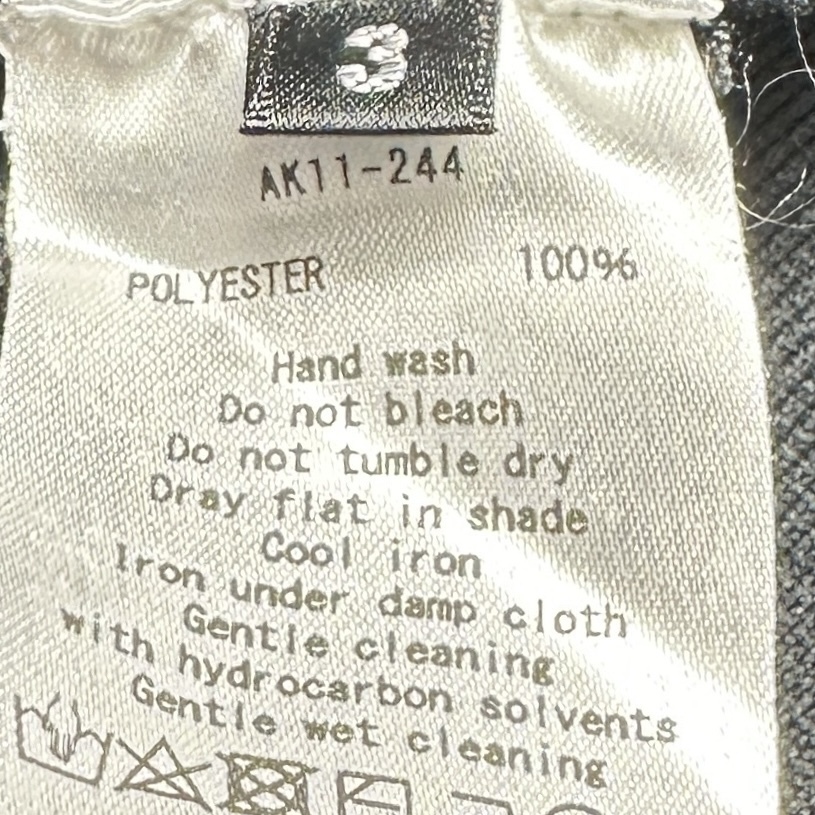 3
AK11-244
POLYESTER 100%
Hand wash
Do not bleach
Do not tumble dry
Dray flat in shade
Cool iron
Iron under damp cloth
Gentle cleaning
with hydrocarbon solvents
Gentle wet cleaning